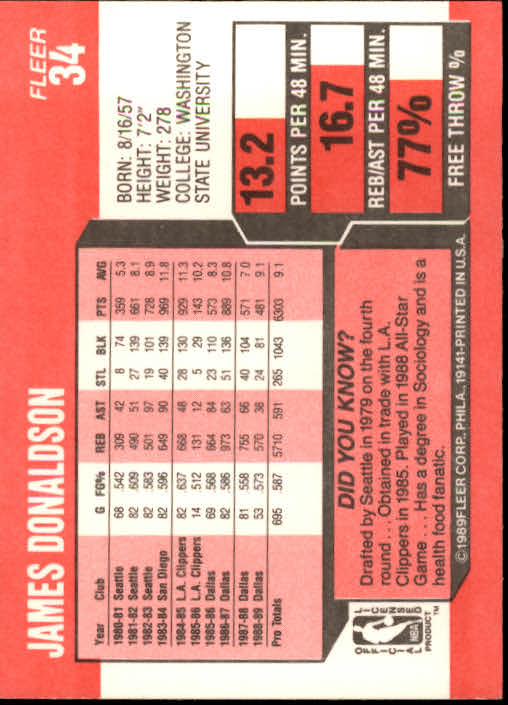 FLEER
34
JAMES DONALDSON
BORN: 8/16/57
HEIGHT: 7'2"
WEIGHT: 278
COLLEGE: WASHINGTON
STATE UNIVERSITY
Year Club G FG% REB AST STL BLK PTS AVG
1980-81 Seattle 68 .542 309 42 8 74 359 5.3
1981-82 Seattle 82 .609 490 51 27 139 661 8.1
1982-83 Seattle 82 .583 501 97 19 101 728 8.9
1983-84 San Diego 82 .596 649 90 40 139 969 11.8
1984-85 L.A. Clippers 82 .637 668 48 28 130 929 11.3
1985-86 L.A. Clippers 14 .512 131 12 5 29 143 10.2
1985-86 Dallas 69 .568 664 84 23 110 573 8.3
1986-87 Dallas 82 .586 973 63 51 136 889 10.8
1987-88 Dallas 81 .558 755 66 40 104 571 7.0
1988-89 Dallas 53 .573 570 38 24 81 481 9.1
Pro Totals 695 .587 5710 591 265 1043 6303 9.1
13.2
POINTS PER 48 MIN.
16.7
REB/AST PER 48 MIN.
77%
FREE THROW %
DID YOU KNOW?
Drafted by Seattle in 1979 on the fourth
round . . . Obtained in trade with L.A.
Clippers in 1985. Played in 1988 All-Star
Game . . . Has a degree in Sociology and is a
health food fanatic.
OFFICIAL
LICENSED
NBA
PRODUCT™
©1989FLEER CORP., PHILA., 19141-PRINTED IN U.S.A.